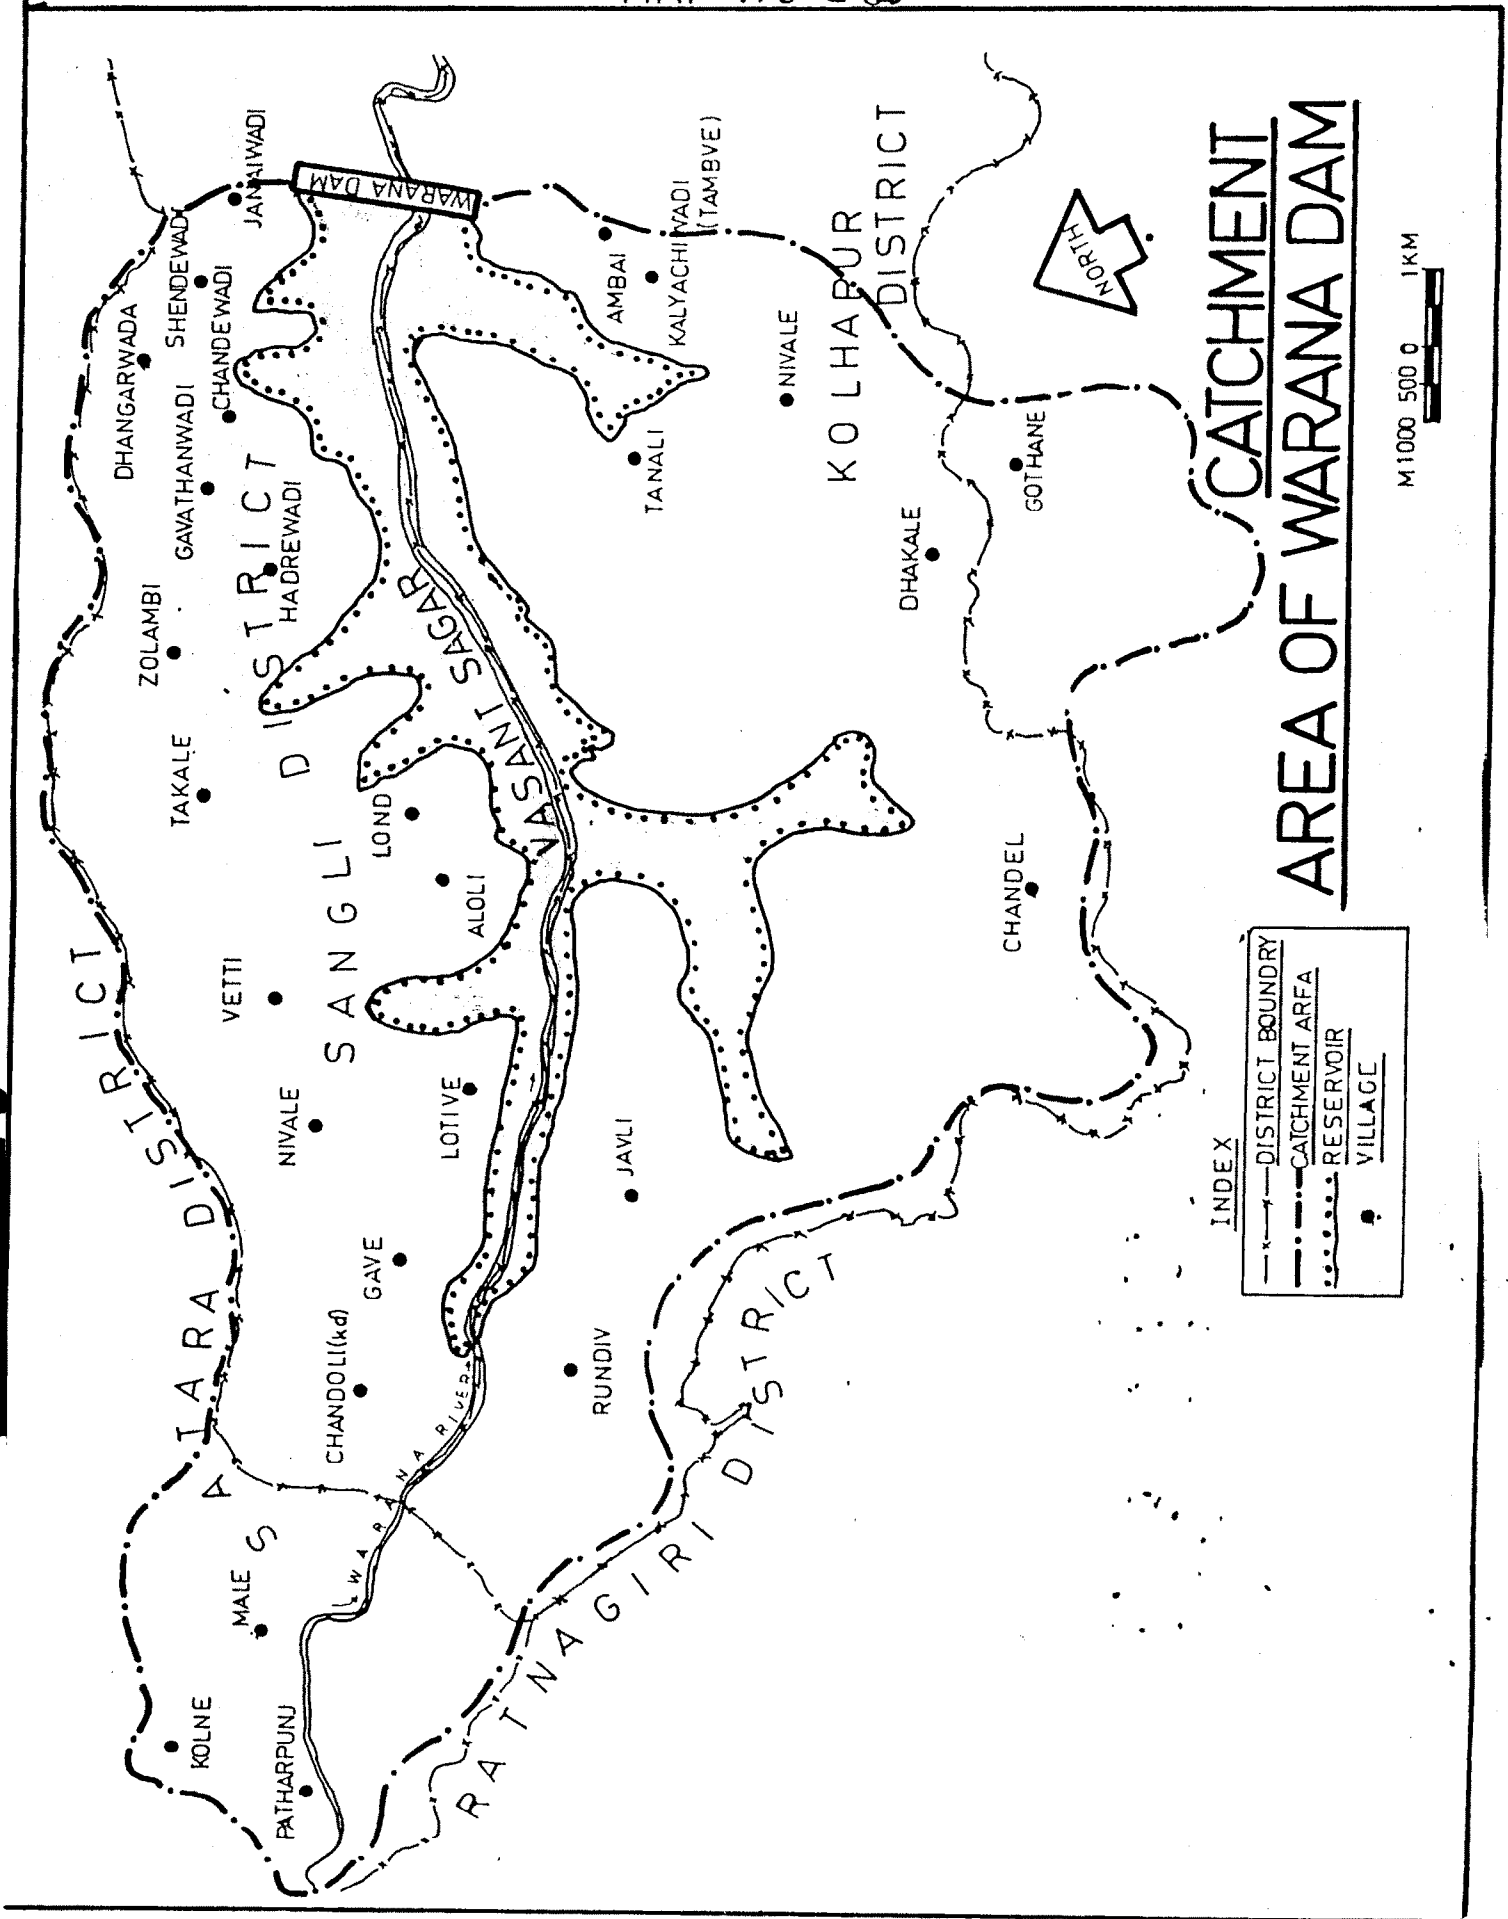 SATARA DISTRICT
SANGLI DISTRICT
KOLHAPUR
DISTRICT
RATNAGIRI DISTRICT
KOLNE
MALE
PATHARPUNJ
WARANA RIVER
CHANDOLI(kd)
GAVE
NIVALE
VETTI
TAKALE
ZOLAMBI
GAVATHANWADI
DHANGARWADA
SHENDEWADI
CHANDEWADI
JANAIWADI
HADREWADI
LOND
ALOLI
LOTIVE
RUNDIV
JAVLI
VASANT SAGAR
WARANA DAM
AMBAI
KALYACHIWADI
(TAMBVE)
TANALI
NIVALE
DHAKALE
GOTHANE
CHANDEL
NORTH
CATCHMENT
AREA OF WARANA DAM
M1000 500 0 1KM
INDEX
DISTRICT BOUNDRY
CATCHMENT ARFA
RESERVOIR
VILLAGE